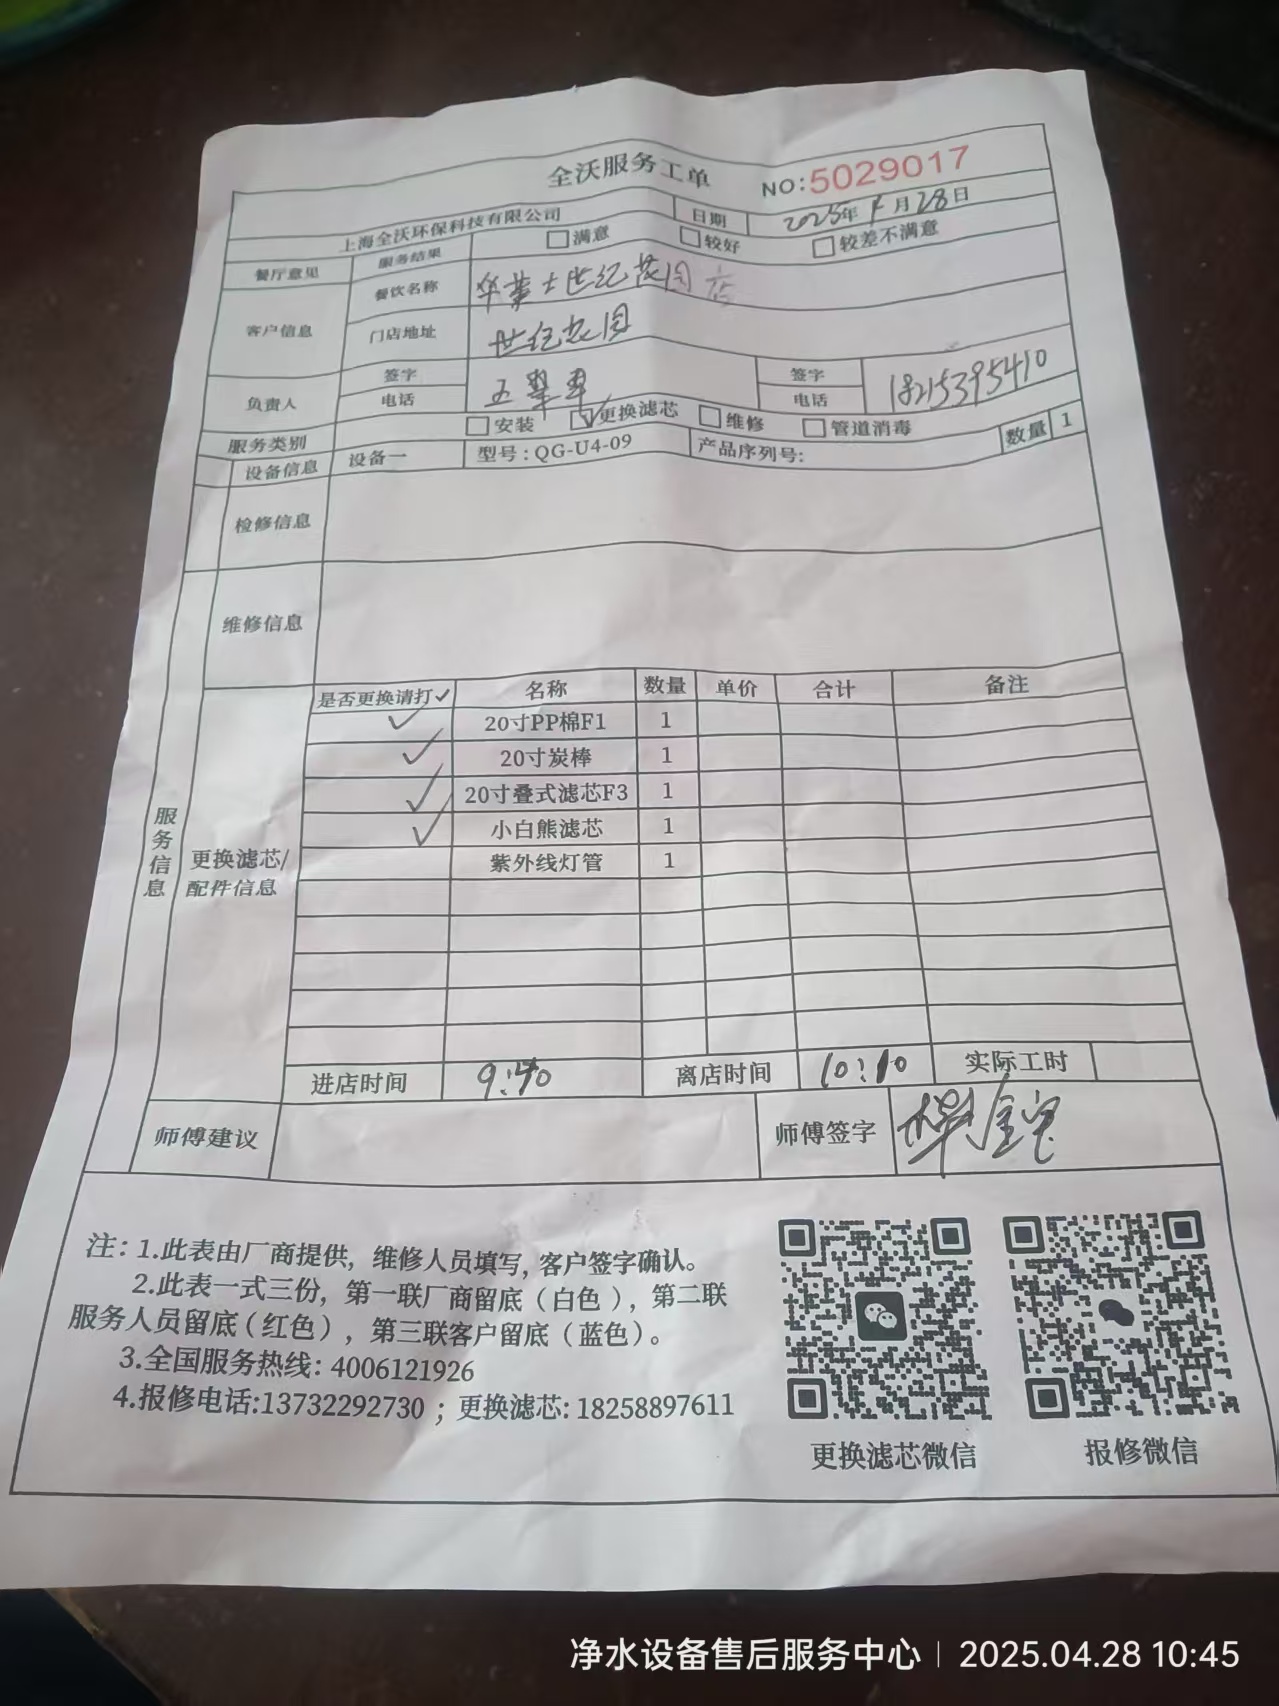 全沃服务工单 NO:5029017
上海全沃环保科技有限公司 日期 2025年4月28日
餐厅意见 服务结果 满意 较好 较差不满意
客户信息 餐饮名称 华莱士世纪花园店
门店地址 世纪花园
负责人 签字 签字
电话 电话 18215395410
服务类别 安装 ✓更换滤芯 维修 管道消毒
设备信息 设备一 型号：QG-U4-09 产品序列号： 数量 1
检修信息
维修信息
服务信息
更换滤芯/
配件信息
是否更换请打✓ 名称 数量 单价 合计 备注
✓ 20寸PP棉F1 1
✓ 20寸炭棒 1
✓ 20寸叠式滤芯F3 1
✓ 小白熊滤芯 1
紫外线灯管 1
进店时间 9:40 离店时间 10:10 实际工时
师傅建议 师傅签字
注：1.此表由厂商提供，维修人员填写，客户签字确认。
2.此表一式三份，第一联厂商留底（白色），第二联
服务人员留底（红色），第三联客户留底（蓝色）。
3.全国服务热线：4006121926
4.报修电话:13732292730；更换滤芯：18258897611
更换滤芯微信 报修微信
净水设备售后服务中心 | 2025.04.28 10:45